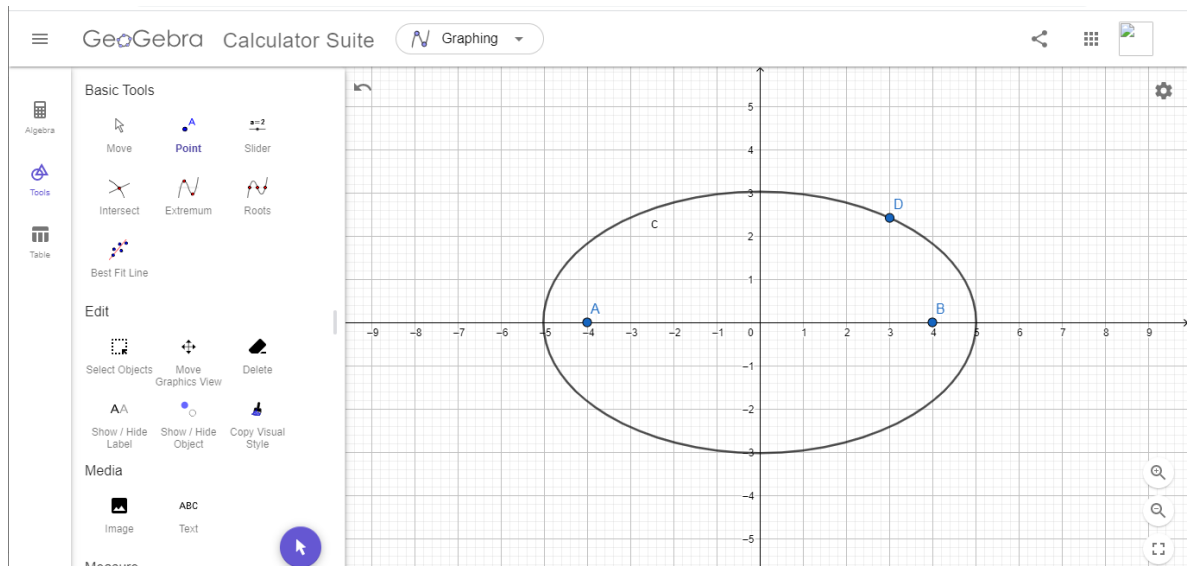 GeoGebra Calculator Suite Graphing
Algebra
Tools
Table
Basic Tools
Move Point a=2 Slider
Intersect Extremum Roots
Best Fit Line
Edit
Select Objects Move Graphics View Delete
AA Show / Hide Label Show / Hide Object Copy Visual Style
Media
Image ABC Text
A
5
4
3
2
1
0
−1
−2
−3
−4
−5
−9 −8 −7 −6 −5 −4 −3 −2 −1 1 2 3 4 5 6 7 8 9
c
D
A
B